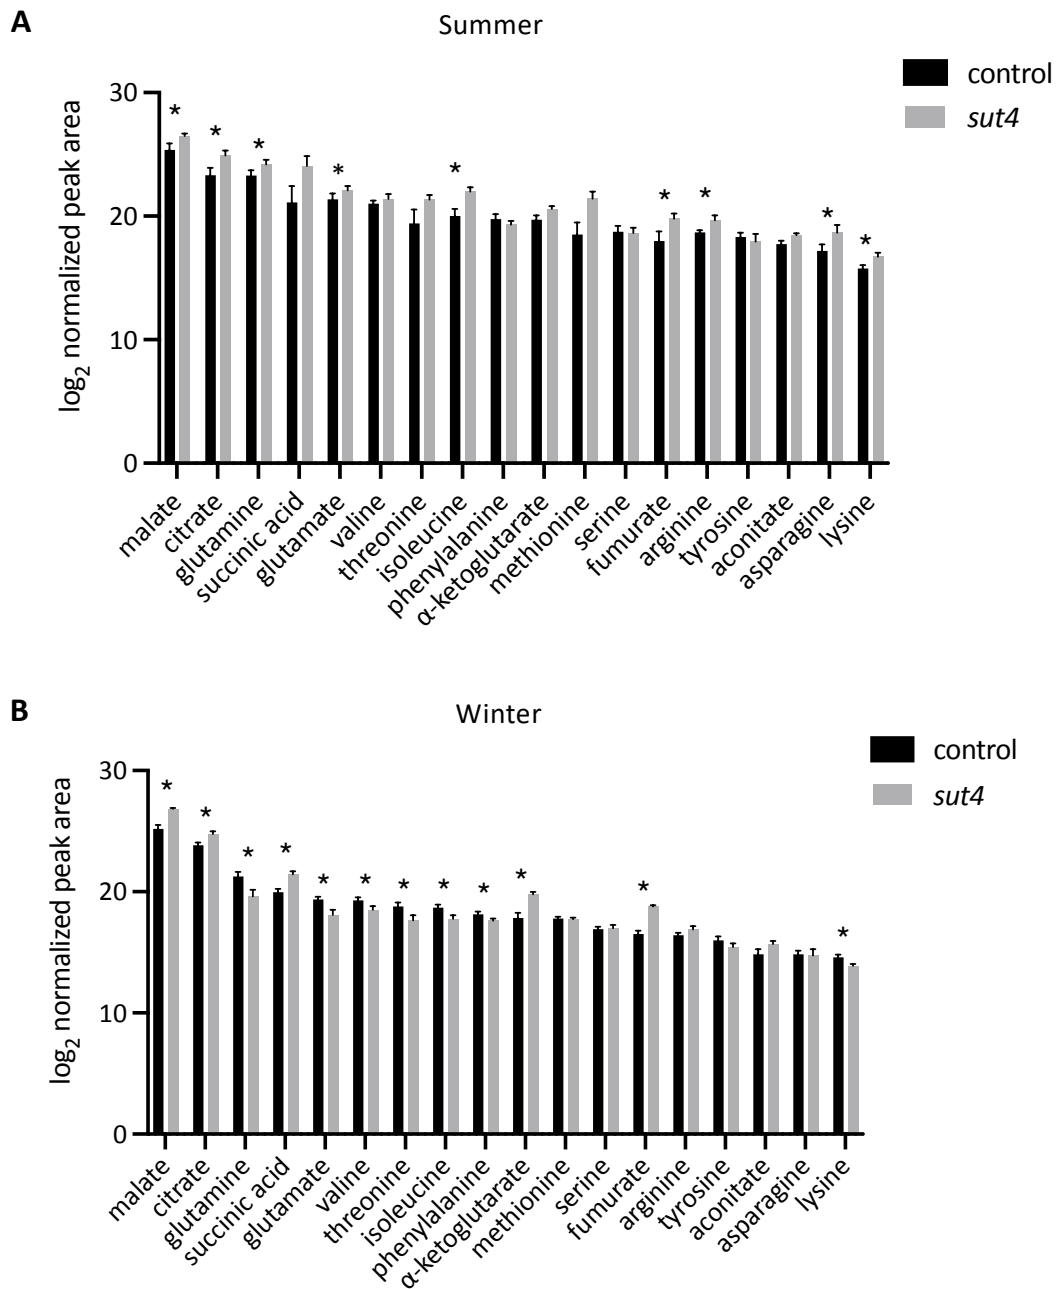 A
Summer
control
sut4
log2 normalized peak area
30
20
10
0
* * * * * * * * *
malate
citrate
glutamine
succinic acid
glutamate
valine
threonine
isoleucine
phenylalanine
α-ketoglutarate
methionine
serine
fumurate
arginine
tyrosine
aconitate
asparagine
lysine
B
Winter
control
sut4
log2 normalized peak area
30
20
10
0
* * * * * * * * * * * *
malate
citrate
glutamine
succinic acid
glutamate
valine
threonine
isoleucine
phenylalanine
α-ketoglutarate
methionine
serine
fumurate
arginine
tyrosine
aconitate
asparagine
lysine